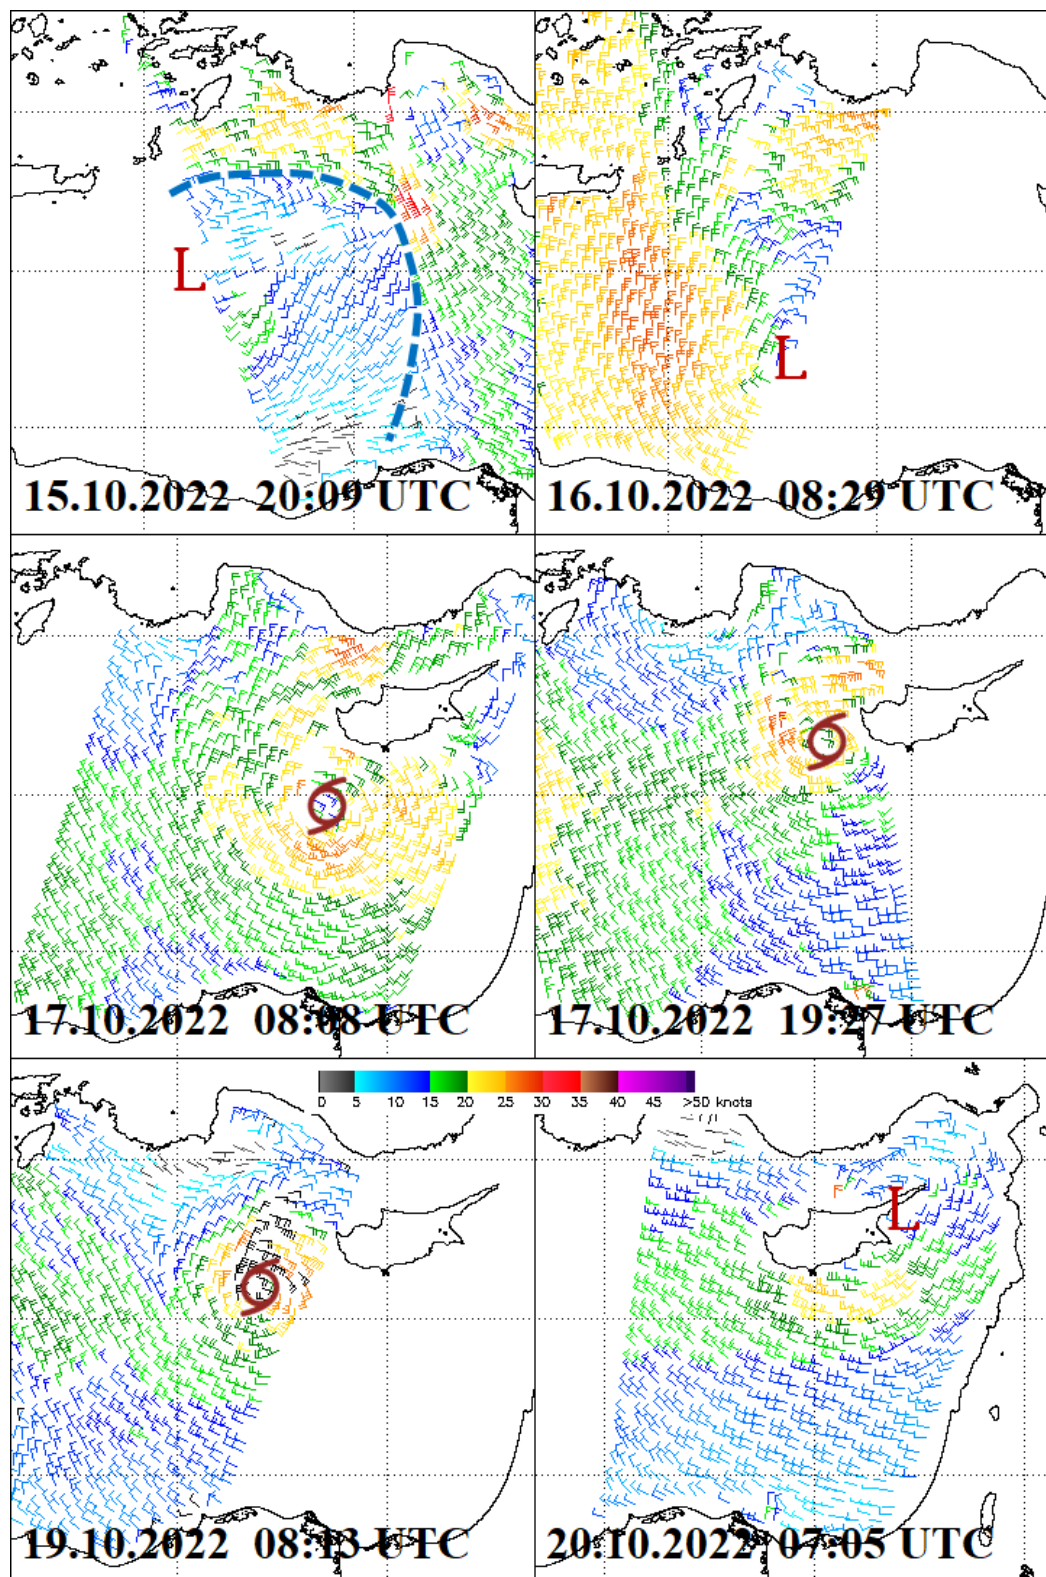 L
15.10.2022 20:09 UTC
L
16.10.2022 08:29 UTC
17.10.2022 08:08 UTC
17.10.2022 19:27 UTC
0 5 10 15 20 25 30 35 40 45 >50 knots
19.10.2022 08:13 UTC
L
20.10.2022 07:05 UTC